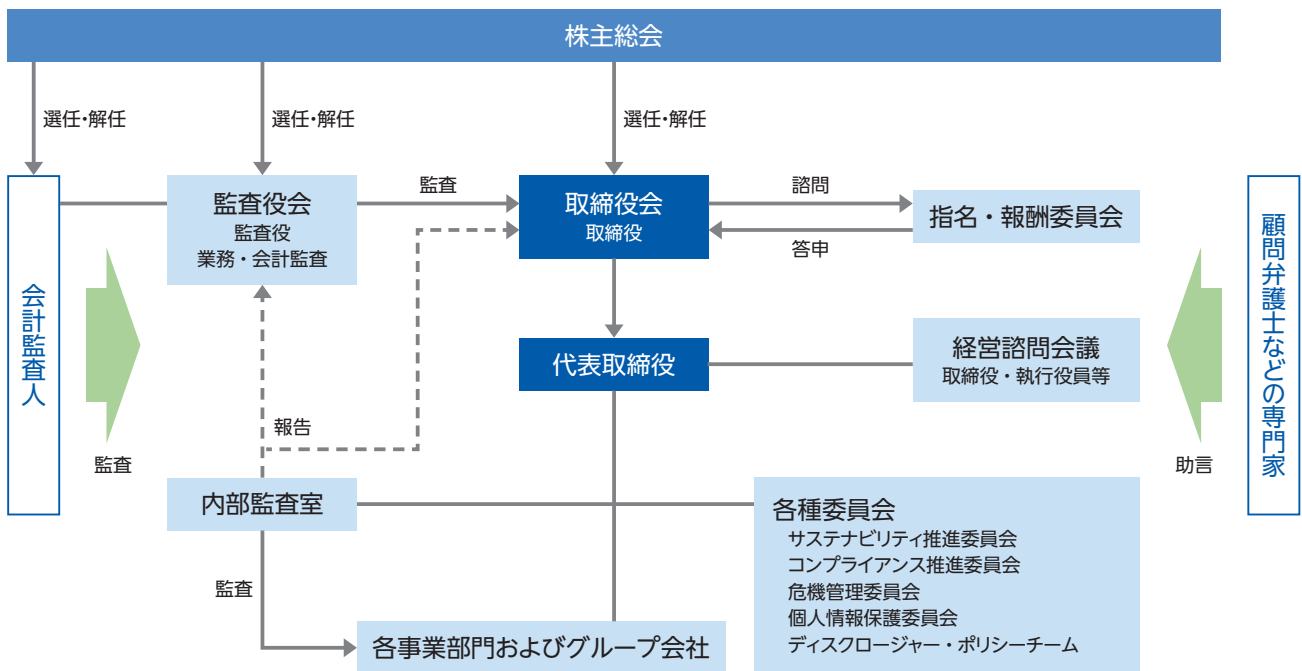 株主総会
選任・解任
選任・解任
選任・解任
会計監査人
監査役会
監査役
業務・会計監査
監査
取締役会
取締役
諮問
答申
指名・報酬委員会
顧問弁護士などの専門家
代表取締役
経営諮問会議
取締役・執行役員等
報告
監査
助言
内部監査室
各種委員会
サステナビリティ推進委員会
コンプライアンス推進委員会
危機管理委員会
個人情報保護委員会
ディスクロージャー・ポリシーチーム
監査
各事業部門およびグループ会社